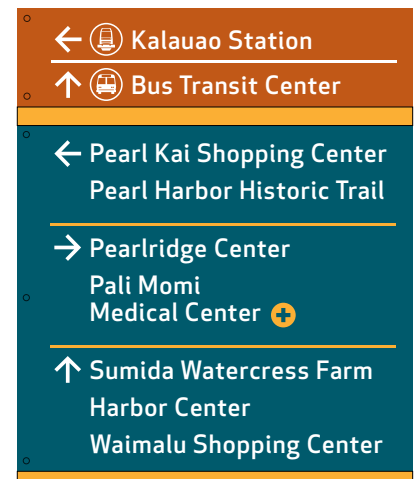 Kalauao Station
Bus Transit Center
Pearl Kai Shopping Center
Pearl Harbor Historic Trail
Pearlridge Center
Pali Momi
Medical Center
Sumida Watercress Farm
Harbor Center
Waimalu Shopping Center